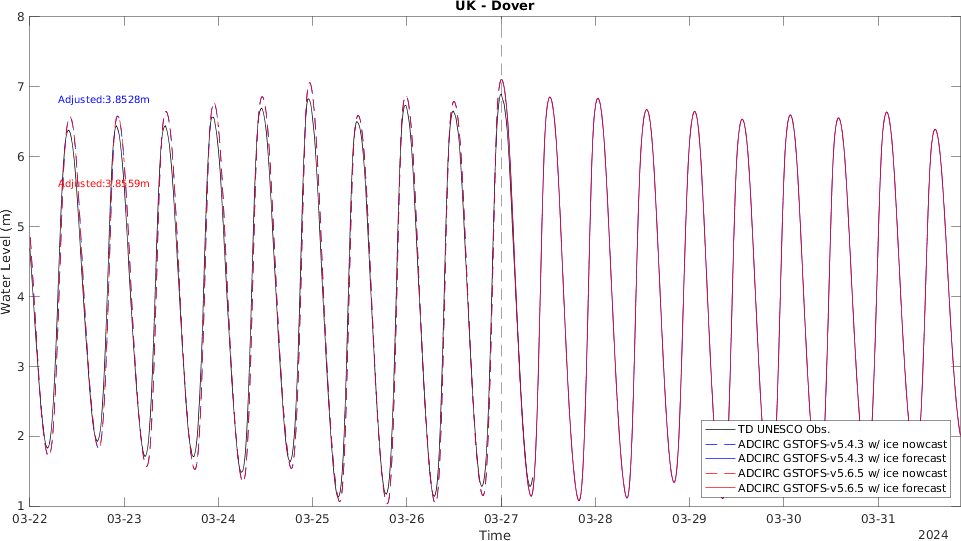 UK - Dover
8
7
6
5
4
3
2
1
Water Level (m)
Adjusted:3.8528m
Adjusted:3.8559m
TD UNESCO Obs.
ADCIRC GSTOFS-v5.4.3 w/ ice nowcast
ADCIRC GSTOFS-v5.4.3 w/ ice forecast
ADCIRC GSTOFS-v5.6.5 w/ ice nowcast
ADCIRC GSTOFS-v5.6.5 w/ ice forecast
03-22 03-23 03-24 03-25 03-26 03-27 03-28 03-29 03-30 03-31
Time
2024